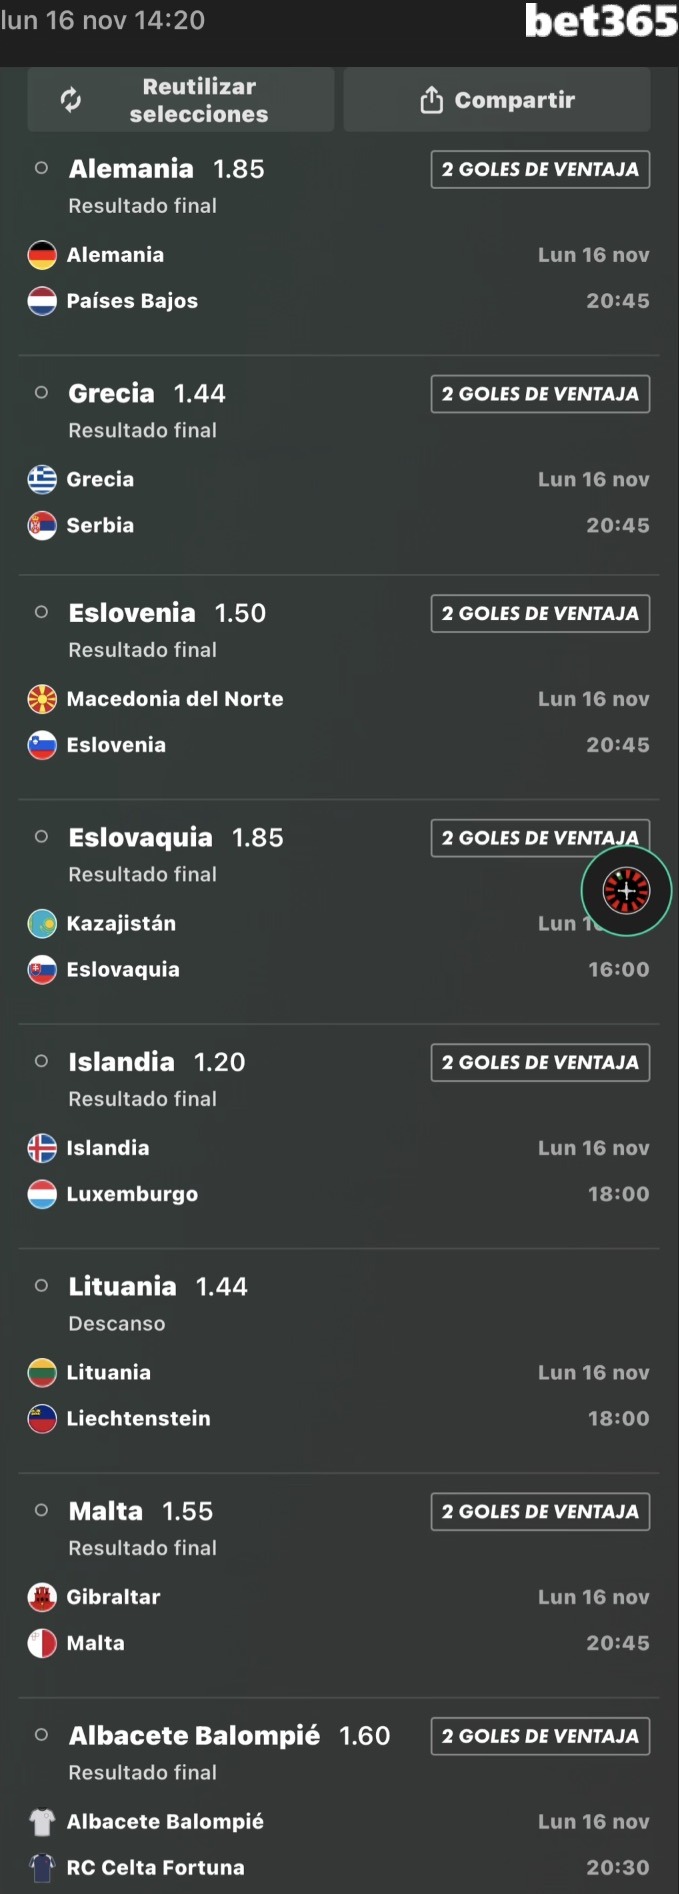 lun 16 nov 14:20
bet365
Reutilizar
selecciones
Compartir
Alemania 1.85
2 GOLES DE VENTAJA
Resultado final
Alemania
Lun 16 nov
Países Bajos
20:45
Grecia 1.44
2 GOLES DE VENTAJA
Resultado final
Grecia
Lun 16 nov
Serbia
20:45
Eslovenia 1.50
2 GOLES DE VENTAJA
Resultado final
Macedonia del Norte
Lun 16 nov
Eslovenia
20:45
Eslovaquia 1.85
2 GOLES DE VENTAJA
Resultado final
Kazajistán
Lun
Eslovaquia
16:00
Islandia 1.20
2 GOLES DE VENTAJA
Resultado final
Islandia
Lun 16 nov
Luxemburgo
18:00
Lituania 1.44
Descanso
Lituania
Lun 16 nov
Liechtenstein
18:00
Malta 1.55
2 GOLES DE VENTAJA
Resultado final
Gibraltar
Lun 16 nov
Malta
20:45
Albacete Balompié 1.60
2 GOLES DE VENTAJA
Resultado final
Albacete Balompié
Lun 16 nov
RC Celta Fortuna
20:30